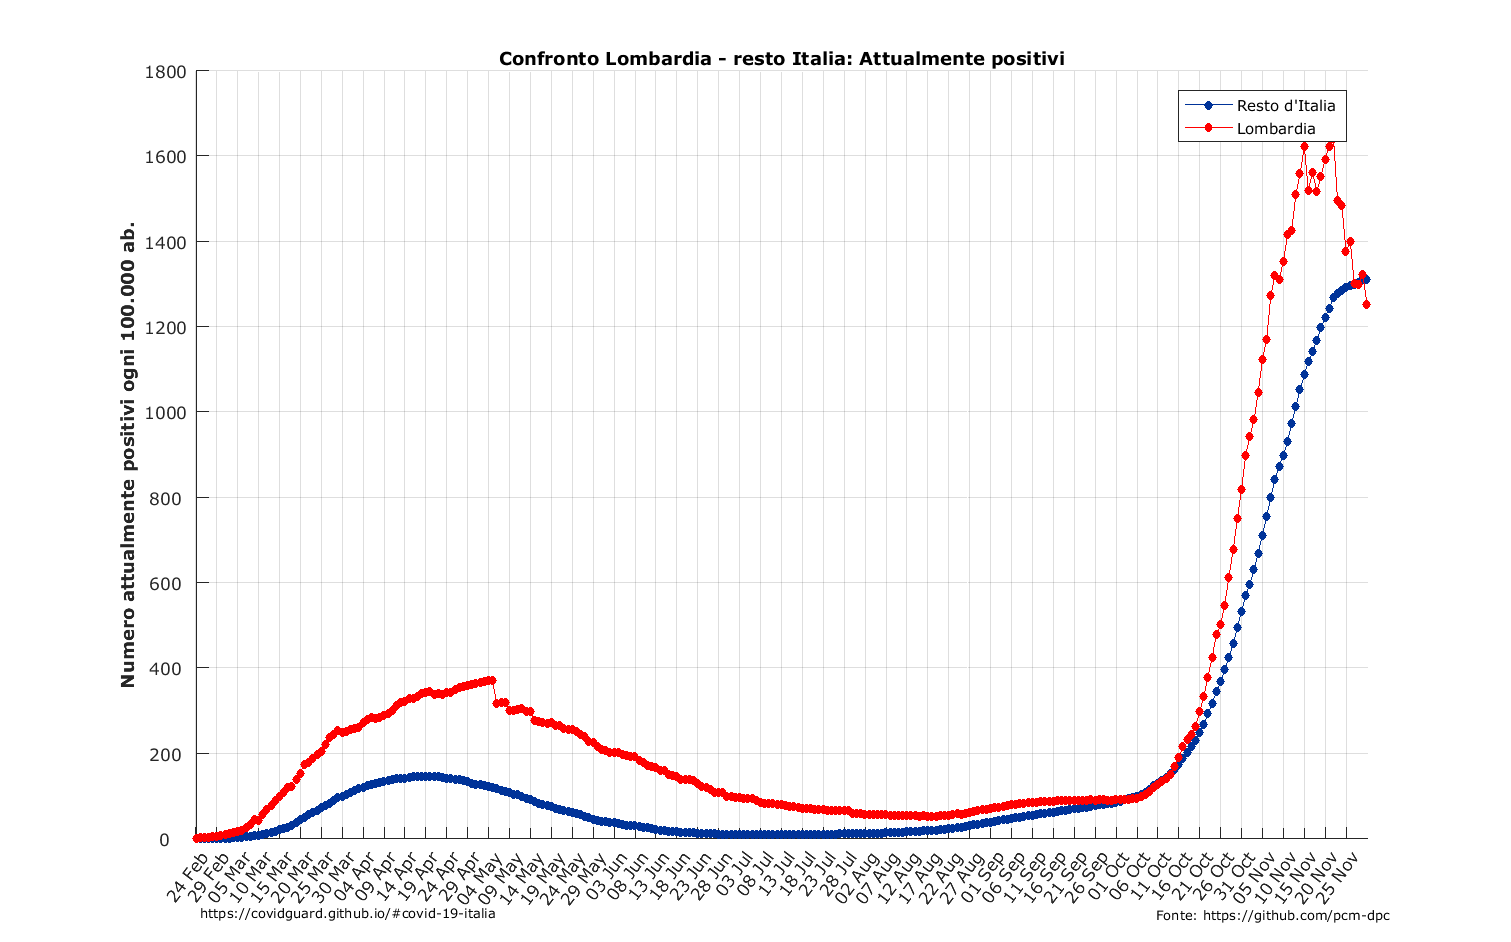 Confronto Lombardia - resto Italia: Attualmente positivi
Numero attualmente positivi ogni 100.000 ab.
1800
1600
1400
1200
1000
800
600
400
200
0
Resto d'Italia
Lombardia
24 Feb
29 Feb
05 Mar
10 Mar
15 Mar
20 Mar
25 Mar
30 Mar
04 Apr
09 Apr
14 Apr
19 Apr
24 Apr
29 Apr
04 May
09 May
14 May
19 May
24 May
29 May
03 Jun
08 Jun
13 Jun
18 Jun
23 Jun
28 Jun
03 Jul
08 Jul
13 Jul
18 Jul
23 Jul
28 Jul
02 Aug
07 Aug
12 Aug
17 Aug
22 Aug
27 Aug
01 Sep
06 Sep
11 Sep
16 Sep
21 Sep
26 Sep
01 Oct
06 Oct
11 Oct
16 Oct
21 Oct
26 Oct
31 Oct
05 Nov
10 Nov
15 Nov
20 Nov
25 Nov
https://covidguard.github.io/#covid-19-italia
Fonte: https://github.com/pcm-dpc